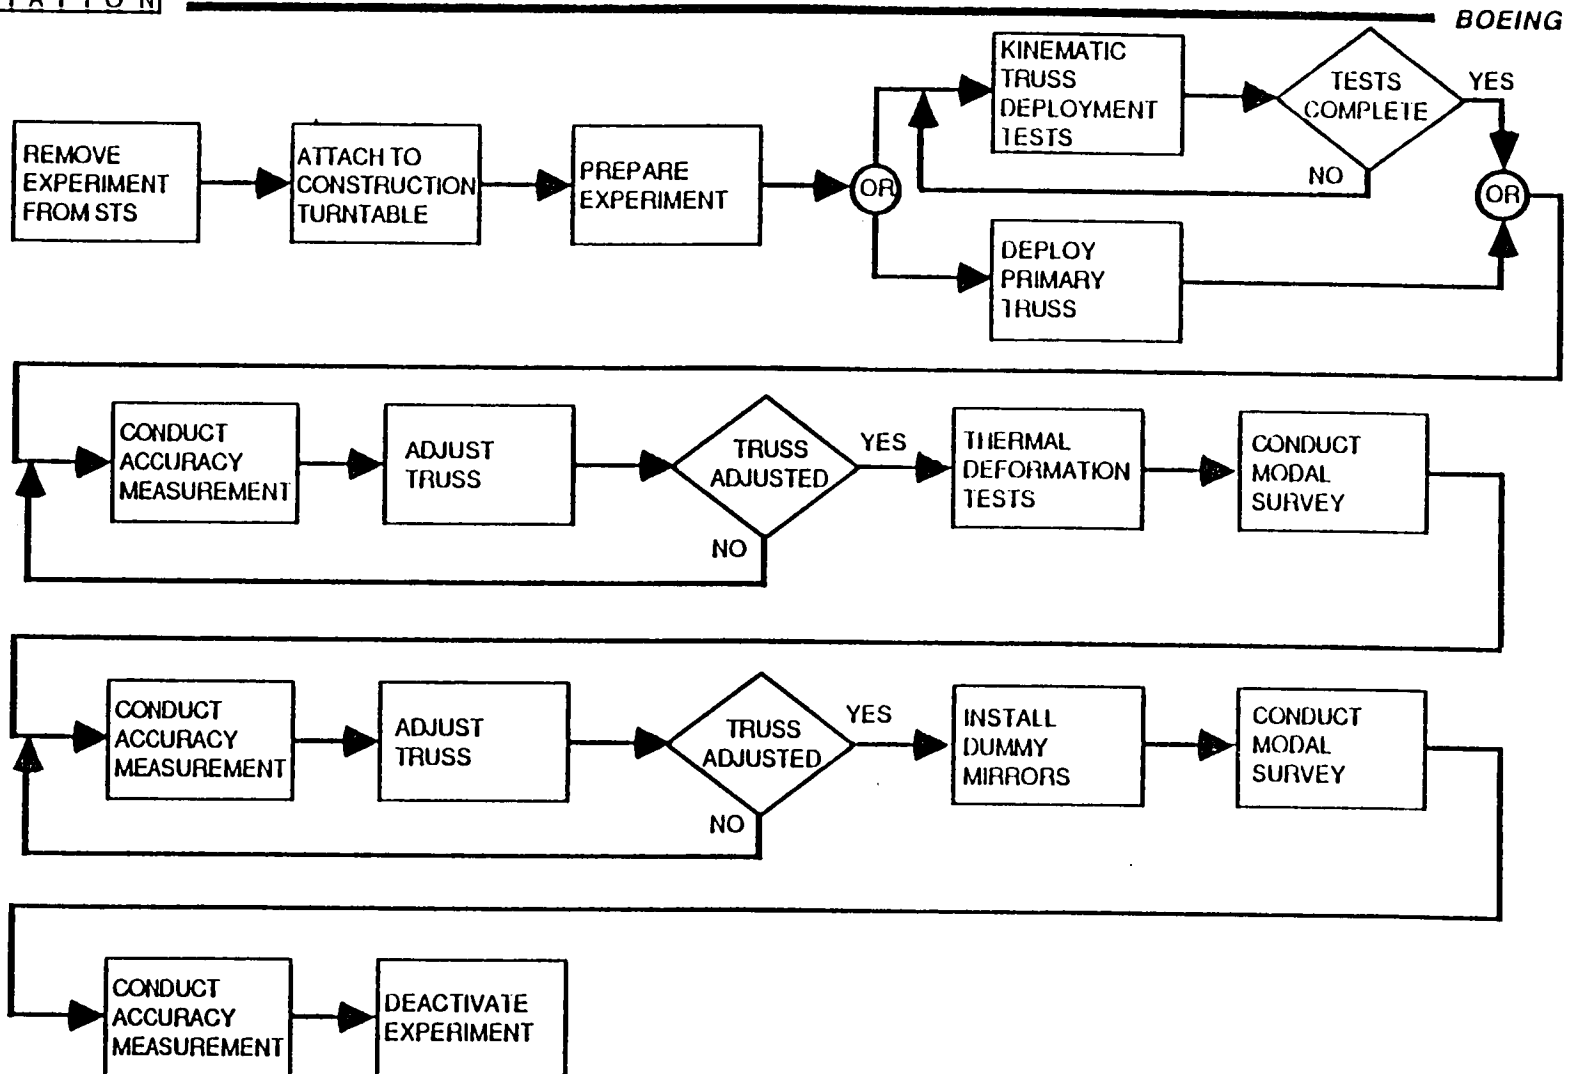 TATION
BOEING
REMOVE
EXPERIMENT
FROM STS
ATTACH TO
CONSTRUCTION
TURNTABLE
PREPARE
EXPERIMENT
OR
KINEMATIC
TRUSS
DEPLOYMENT
TESTS
TESTS
COMPLETE
YES
NO
DEPLOY
PRIMARY
TRUSS
OR
CONDUCT
ACCURACY
MEASUREMENT
ADJUST
TRUSS
TRUSS
ADJUSTED
YES
NO
THERMAL
DEFORMATION
TESTS
CONDUCT
MODAL
SURVEY
CONDUCT
ACCURACY
MEASUREMENT
ADJUST
TRUSS
TRUSS
ADJUSTED
YES
NO
INSTALL
DUMMY
MIRRORS
CONDUCT
MODAL
SURVEY
CONDUCT
ACCURACY
MEASUREMENT
DEACTIVATE
EXPERIMENT